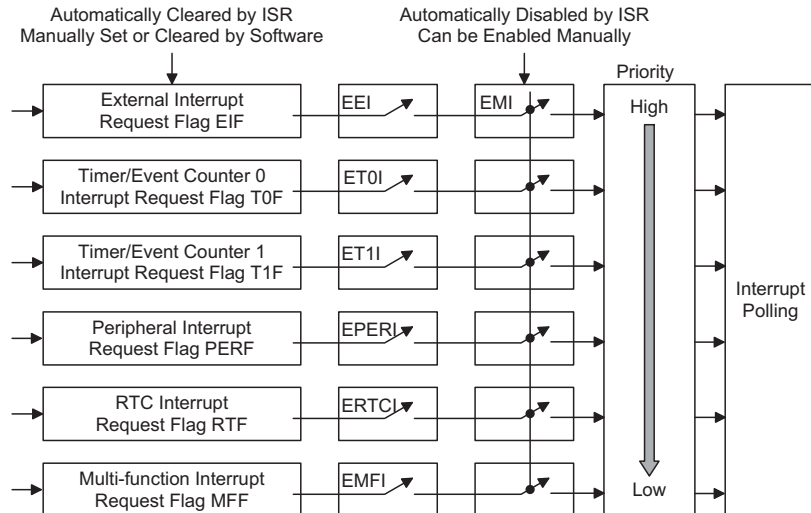 Automatically Cleared by ISR
Manually Set or Cleared by Software
Automatically Disabled by ISR
Can be Enabled Manually
Priority
External Interrupt
Request Flag EIF
EEI
EMI
High
Timer/Event Counter 0
Interrupt Request Flag T0F
ET0I
Timer/Event Counter 1
Interrupt Request Flag T1F
ET1I
Interrupt
Polling
Peripheral Interrupt
Request Flag PERF
EPERI
RTC Interrupt
Request Flag RTF
ERTCI
Multi-function Interrupt
Request Flag MFF
EMFI
Low